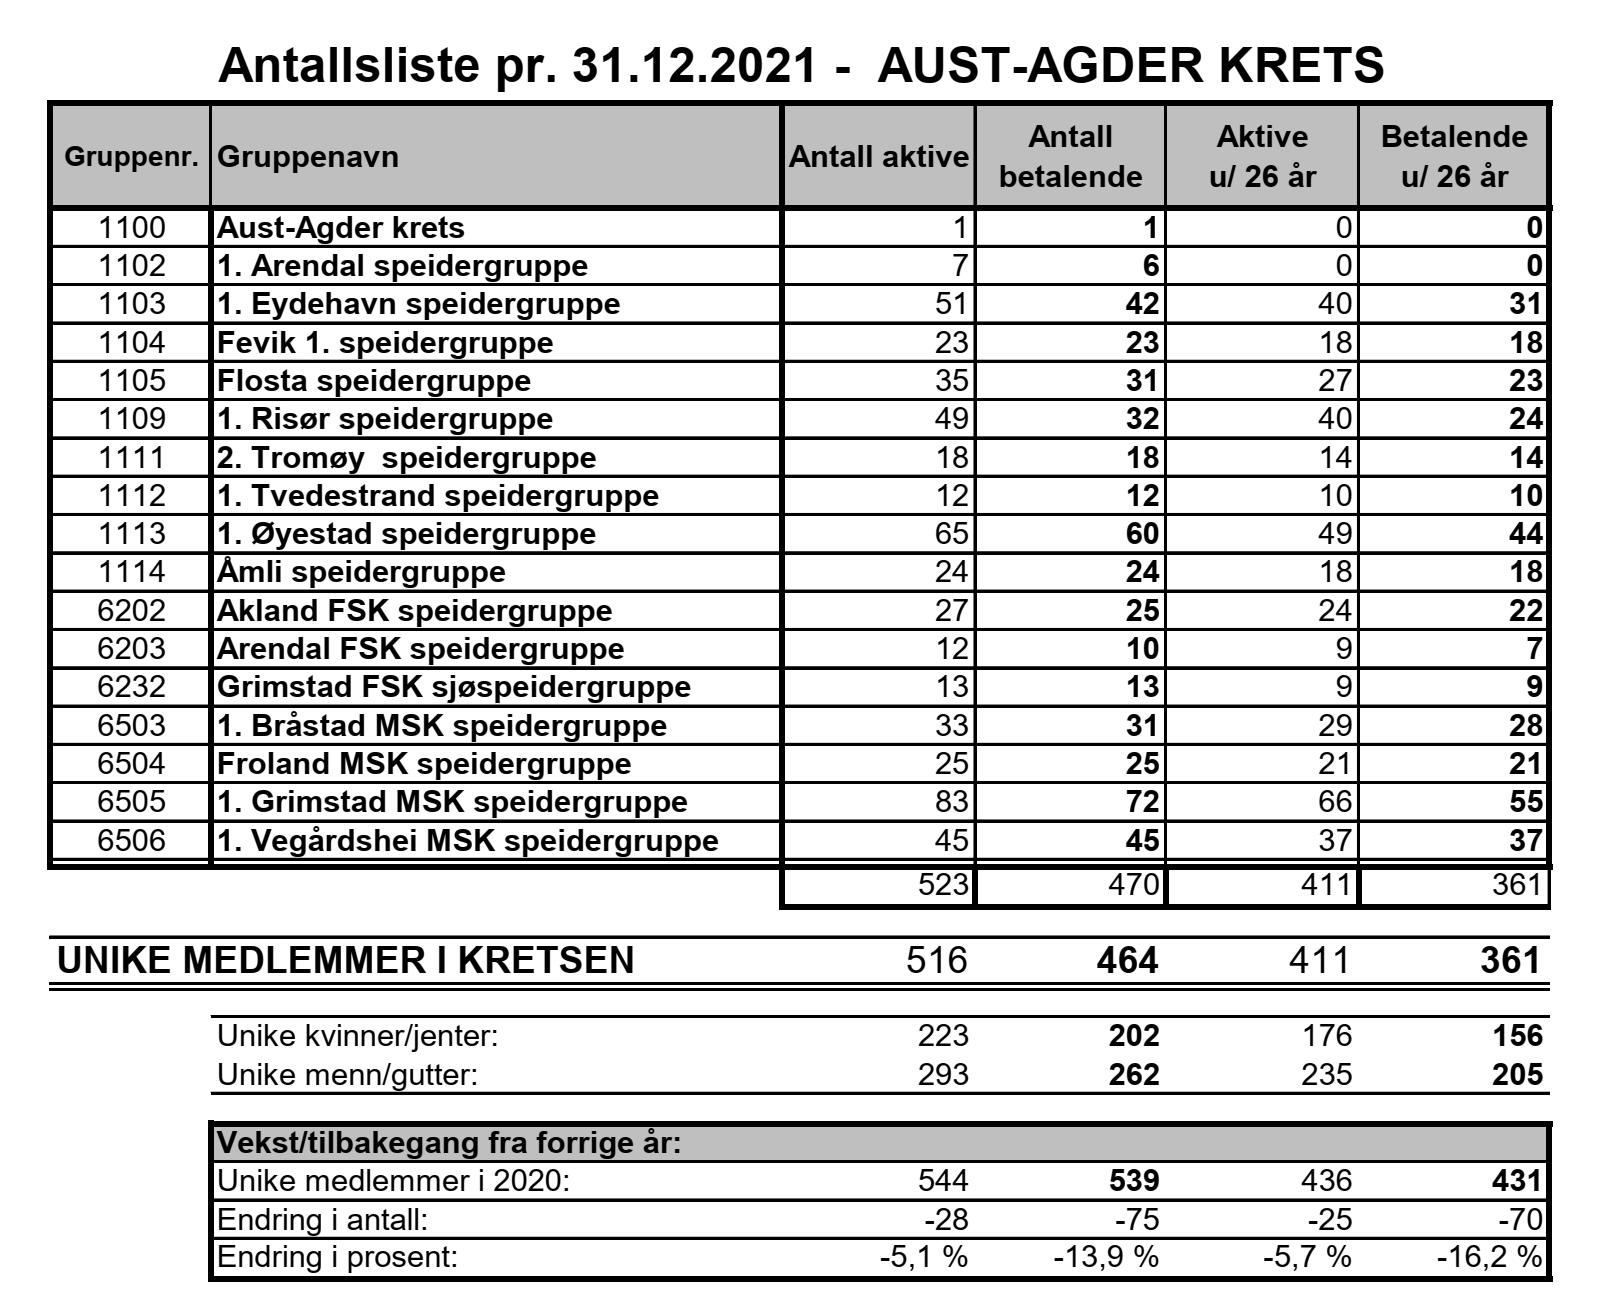 Antallsliste pr. 31.12.2021 -  AUST-AGDER KRETS
Gruppenr. Gruppenavn Antall aktive Antall betalende Aktive u/ 26 år Betalende u/ 26 år
1100 Aust-Agder krets 1 1 0 0
1102 1. Arendal speidergruppe 7 6 0 0
1103 1. Eydehavn speidergruppe 51 42 40 31
1104 Fevik 1. speidergruppe 23 23 18 18
1105 Flosta speidergruppe 35 31 27 23
1109 1. Risør speidergruppe 49 32 40 24
1111 2. Tromøy  speidergruppe 18 18 14 14
1112 1. Tvedestrand speidergruppe 12 12 10 10
1113 1. Øyestad speidergruppe 65 60 49 44
1114 Åmli speidergruppe 24 24 18 18
6202 Akland FSK speidergruppe 27 25 24 22
6203 Arendal FSK speidergruppe 12 10 9 7
6232 Grimstad FSK sjøspeidergruppe 13 13 9 9
6503 1. Bråstad MSK speidergruppe 33 31 29 28
6504 Froland MSK speidergruppe 25 25 21 21
6505 1. Grimstad MSK speidergruppe 83 72 66 55
6506 1. Vegårdshei MSK speidergruppe 45 45 37 37
523 470 411 361
UNIKE MEDLEMMER I KRETSEN 516 464 411 361
Unike kvinner/jenter: 223 202 176 156
Unike menn/gutter: 293 262 235 205
Vekst/tilbakegang fra forrige år:
Unike medlemmer i 2020: 544 539 436 431
Endring i antall: -28 -75 -25 -70
Endring i prosent: -5,1 % -13,9 % -5,7 % -16,2 %